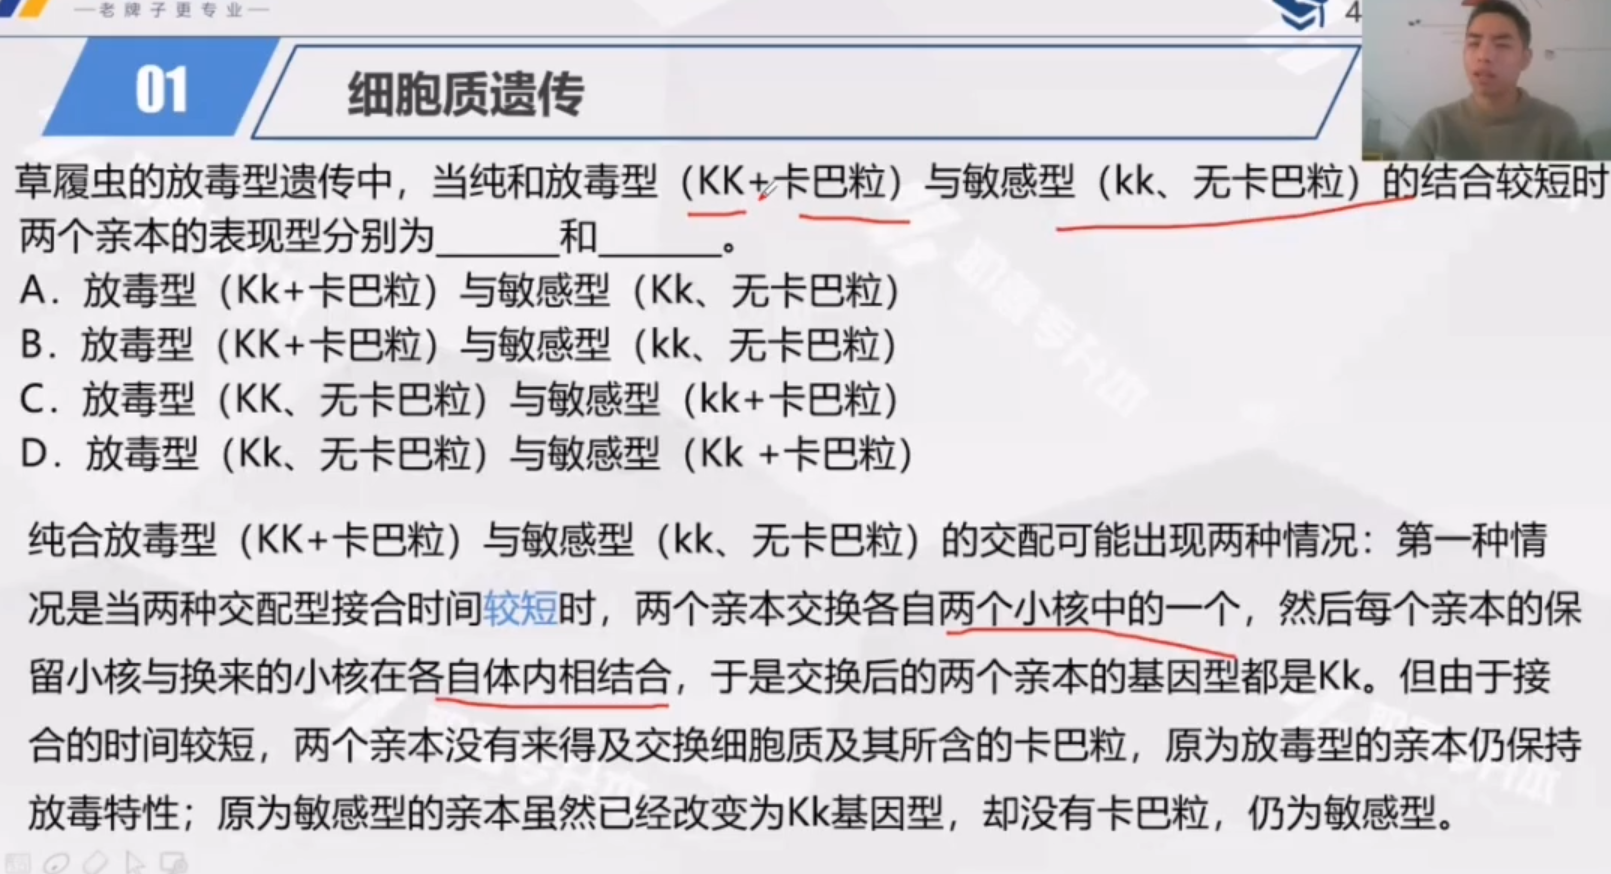 —老牌子更专业—
4
01
细胞质遗传
草履虫的放毒型遗传中，当纯和放毒型（KK+卡巴粒）与敏感型（kk、无卡巴粒）的结合较短时
两个亲本的表现型分别为______和______。
A．放毒型（Kk+卡巴粒）与敏感型（Kk、无卡巴粒）
B．放毒型（KK+卡巴粒）与敏感型（kk、无卡巴粒）
C．放毒型（KK、无卡巴粒）与敏感型（kk+卡巴粒）
D．放毒型（Kk、无卡巴粒）与敏感型（Kk +卡巴粒）
纯合放毒型（KK+卡巴粒）与敏感型（kk、无卡巴粒）的交配可能出现两种情况：第一种情
况是当两种交配型接合时间较短时，两个亲本交换各自两个小核中的一个，然后每个亲本的保
留小核与换来的小核在各自体内相结合，于是交换后的两个亲本的基因型都是Kk。但由于接
合的时间较短，两个亲本没有来得及交换细胞质及其所含的卡巴粒，原为放毒型的亲本仍保持
放毒特性；原为敏感型的亲本虽然已经改变为Kk基因型，却没有卡巴粒，仍为敏感型。